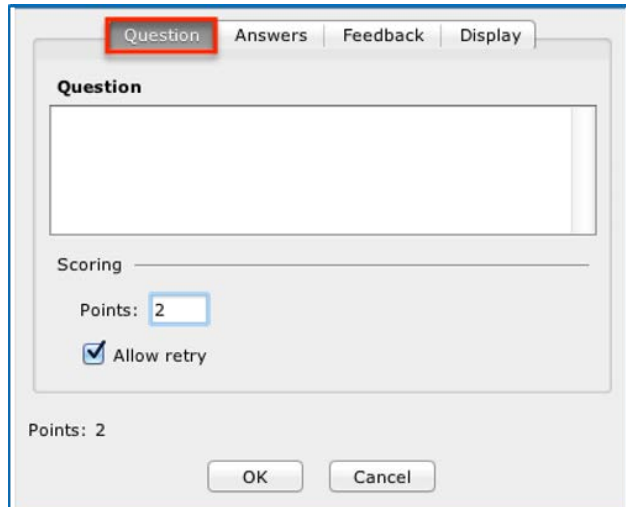 Question Answers Feedback Display
Question
Scoring
Points: 2
Allow retry
Points: 2
OK Cancel